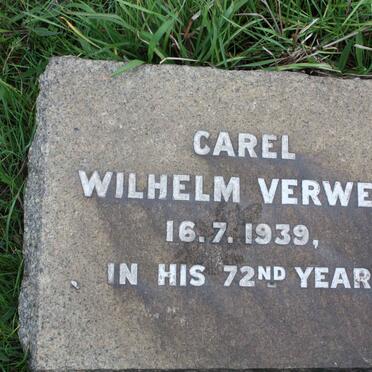 CAREL
WILHELM VERWE
16.7.1939,
IN HIS 72ND YEAR